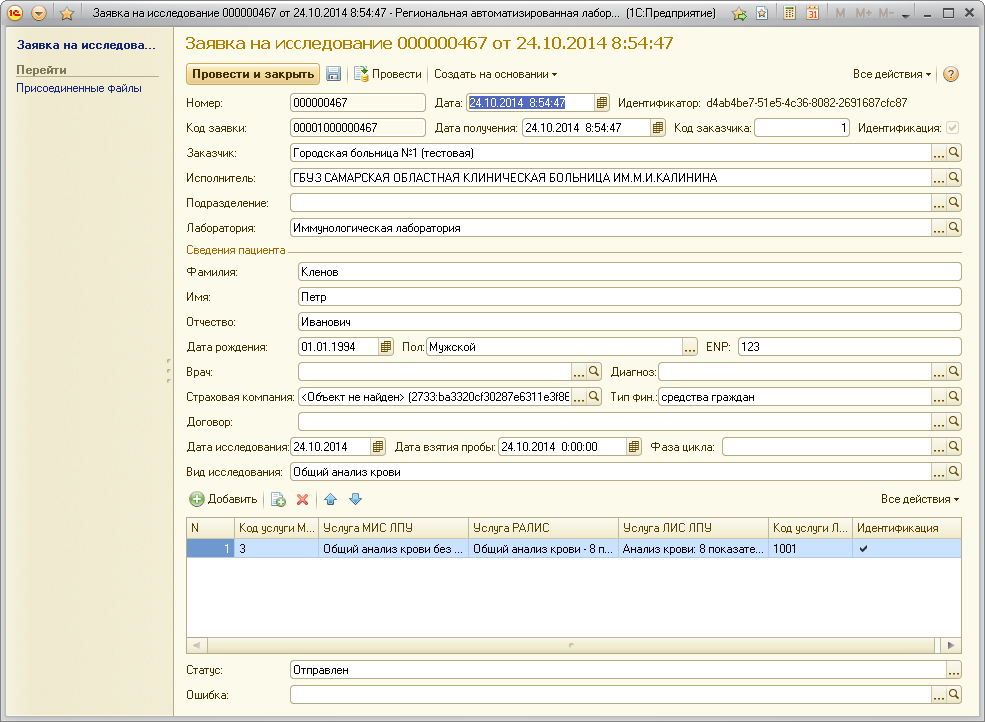 Заявка на исследование 000000467 от 24.10.2014 8:54:47 - Региональная автоматизированная лабор... (1С:Предприятие)
M M+ M-
Заявка на исследова...
Перейти
Присоединенные файлы
Заявка на исследование 000000467 от 24.10.2014 8:54:47
Провести и закрыть Провести Создать на основании Все действия
Номер: 000000467 Дата: 24.10.2014 8:54:47 Идентификатор: d4ab4be7-51e5-4c36-8082-2691687cfc87
Код заявки: 00001000000467 Дата получения: 24.10.2014 8:54:47 Код заказчика: 1 Идентификация:
Заказчик: Городская больница №1 (тестовая)
Исполнитель: ГБУЗ САМАРСКАЯ ОБЛАСТНАЯ КЛИНИЧЕСКАЯ БОЛЬНИЦА ИМ.М.И.КАЛИНИНА
Подразделение:
Лаборатория: Иммунологическая лаборатория
Сведения пациента
Фамилия: Кленов
Имя: Петр
Отчество: Иванович
Дата рождения: 01.01.1994 Пол: Мужской ENP: 123
Врач: Диагноз:
Страховая компания: <Объект не найден> (2733:ba3320cf30287e6311e3f86 Тип фин.: средства граждан
Договор:
Дата исследования: 24.10.2014 Дата взятия пробы: 24.10.2014 0:00:00 Фаза цикла:
Вид исследования: Общий анализ крови
Добавить Все действия
N Код услуги М... Услуга МИС ЛПУ Услуга РАЛИС Услуга ЛИС ЛПУ Код услуги Л... Идентификация
1 3 Общий анализ крови без ... Общий анализ крови - 8 п... Анализ крови: 8 показате... 1001
Статус: Отправлен
Ошибка: